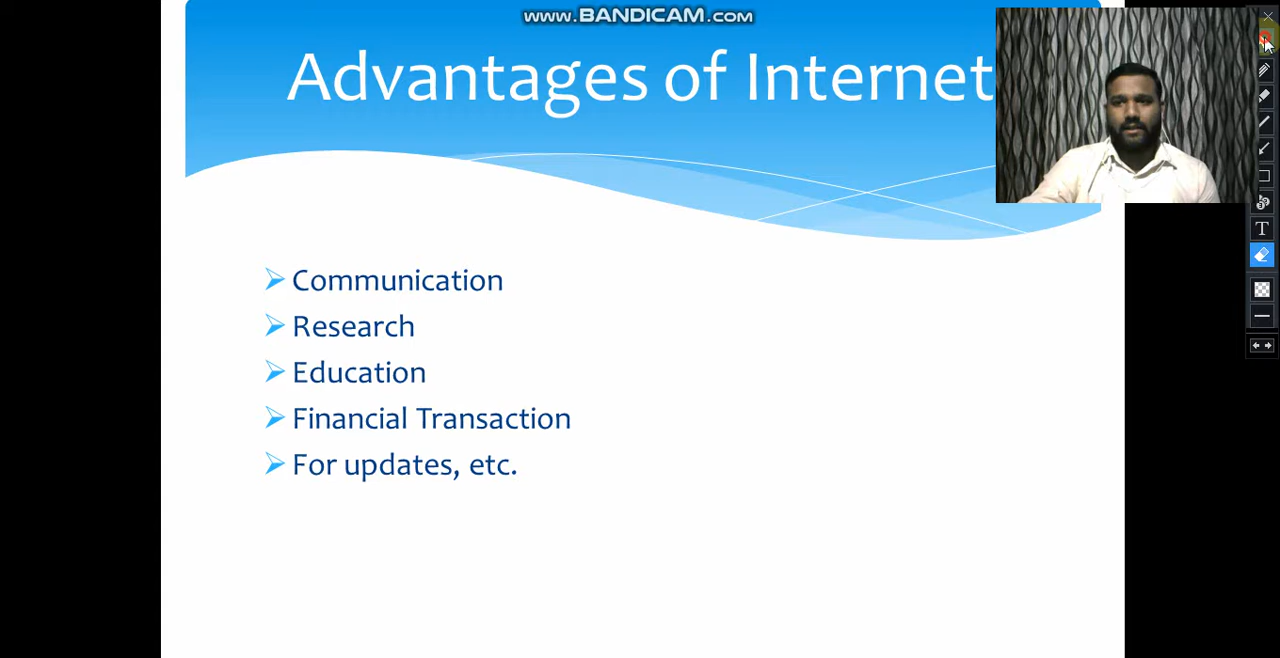 www.BANDICAM.com
Advantages of Internet
Communication
Research
Education
Financial Transaction
For updates, etc.
T